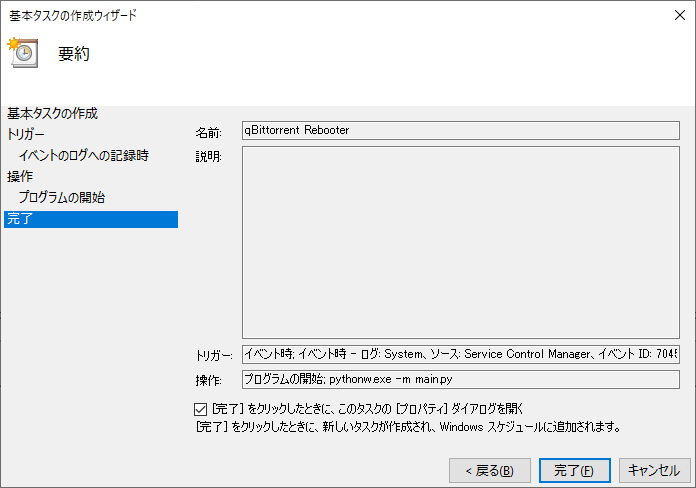 基本タスクの作成ウィザード
要約
基本タスクの作成
トリガー
イベントのログへの記録時
操作
プログラムの開始
完了
名前: qBittorrent Rebooter
説明:
トリガー: イベント時; イベント時 - ログ: System、ソース: Service Control Manager、イベント ID: 7045
操作: プログラムの開始; pythonw.exe -m main.py
[完了] をクリックしたときに、このタスクの [プロパティ] ダイアログを開く
[完了] をクリックしたときに、新しいタスクが作成され、Windows スケジュールに追加されます。
< 戻る(B) 完了(F) キャンセル